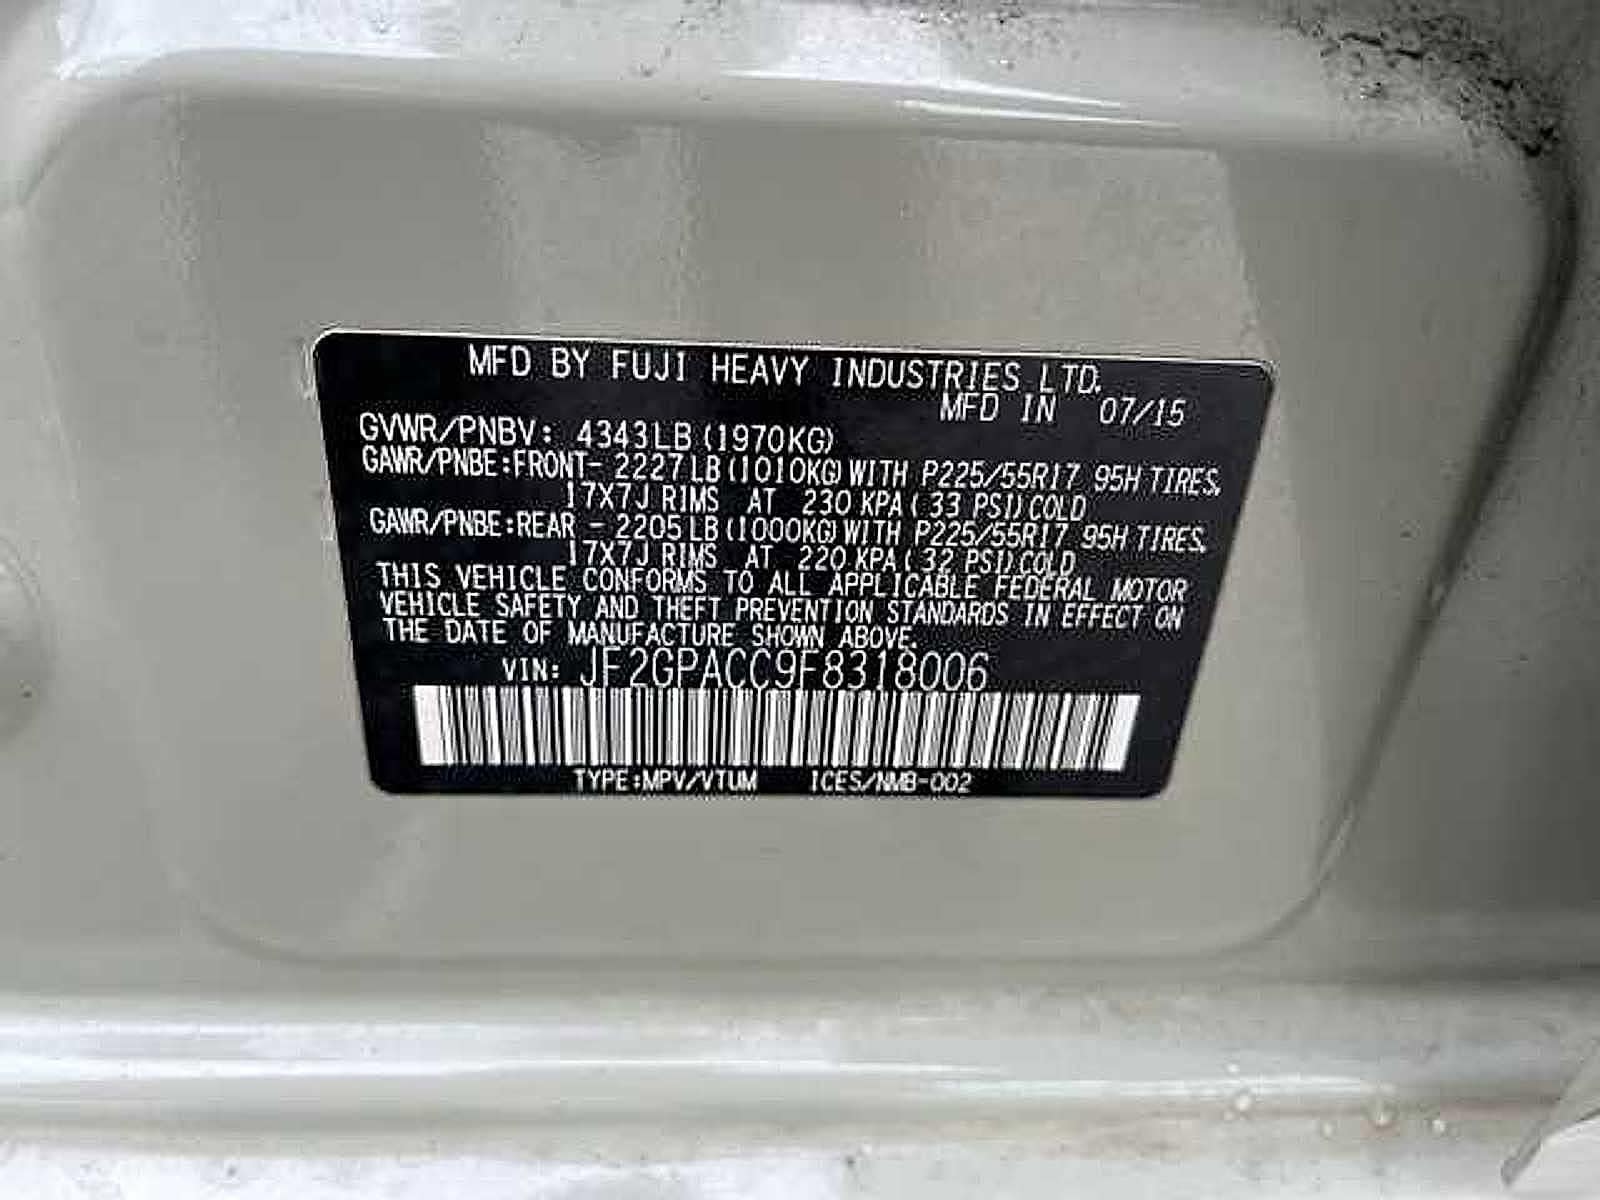 MFD BY FUJI HEAVY INDUSTRIES LTD.
MFD IN 07/15
GVWR/PNBV: 4343LB (1970KG)
GAWR/PNBE:FRONT- 2227LB (1010KG) WITH P225/55R17 95H TIRES.
17X7J RIMS AT 230 KPA (33 PSI) COLD
GAWR/PNBE:REAR - 2205LB (1000KG) WITH P225/55R17 95H TIRES.
17X7J RIMS AT 220 KPA (32 PSI) COLD
THIS VEHICLE CONFORMS TO ALL APPLICABLE FEDERAL MOTOR
VEHICLE SAFETY AND THEFT PREVENTION STANDARDS IN EFFECT ON
THE DATE OF MANUFACTURE SHOWN ABOVE.
VIN: JF2GPACC9F8318006
TYPE:MPV/VTUM ICES/NMB-002